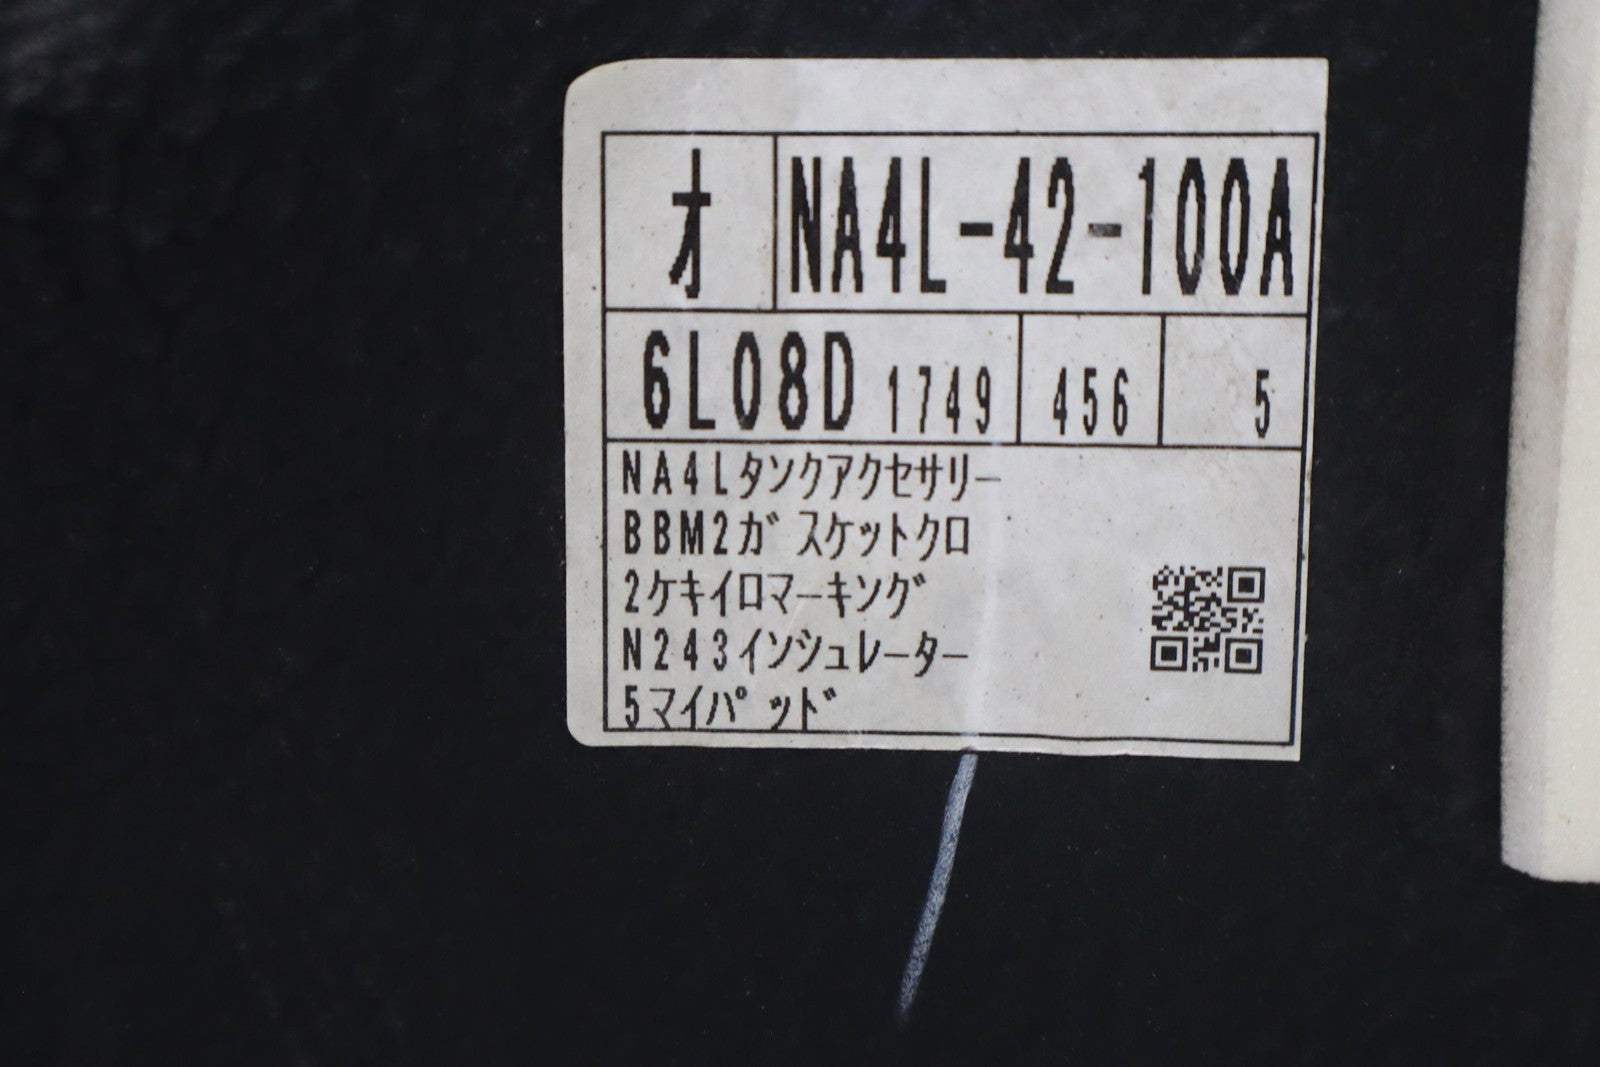 オ NA4L-42-100A
6L08D 1749 456 5
NA4Lタンクアクセサリー
BBM2ガスケットクロ
2ケキイロマーキング
N243インシュレーター
5マイパッド